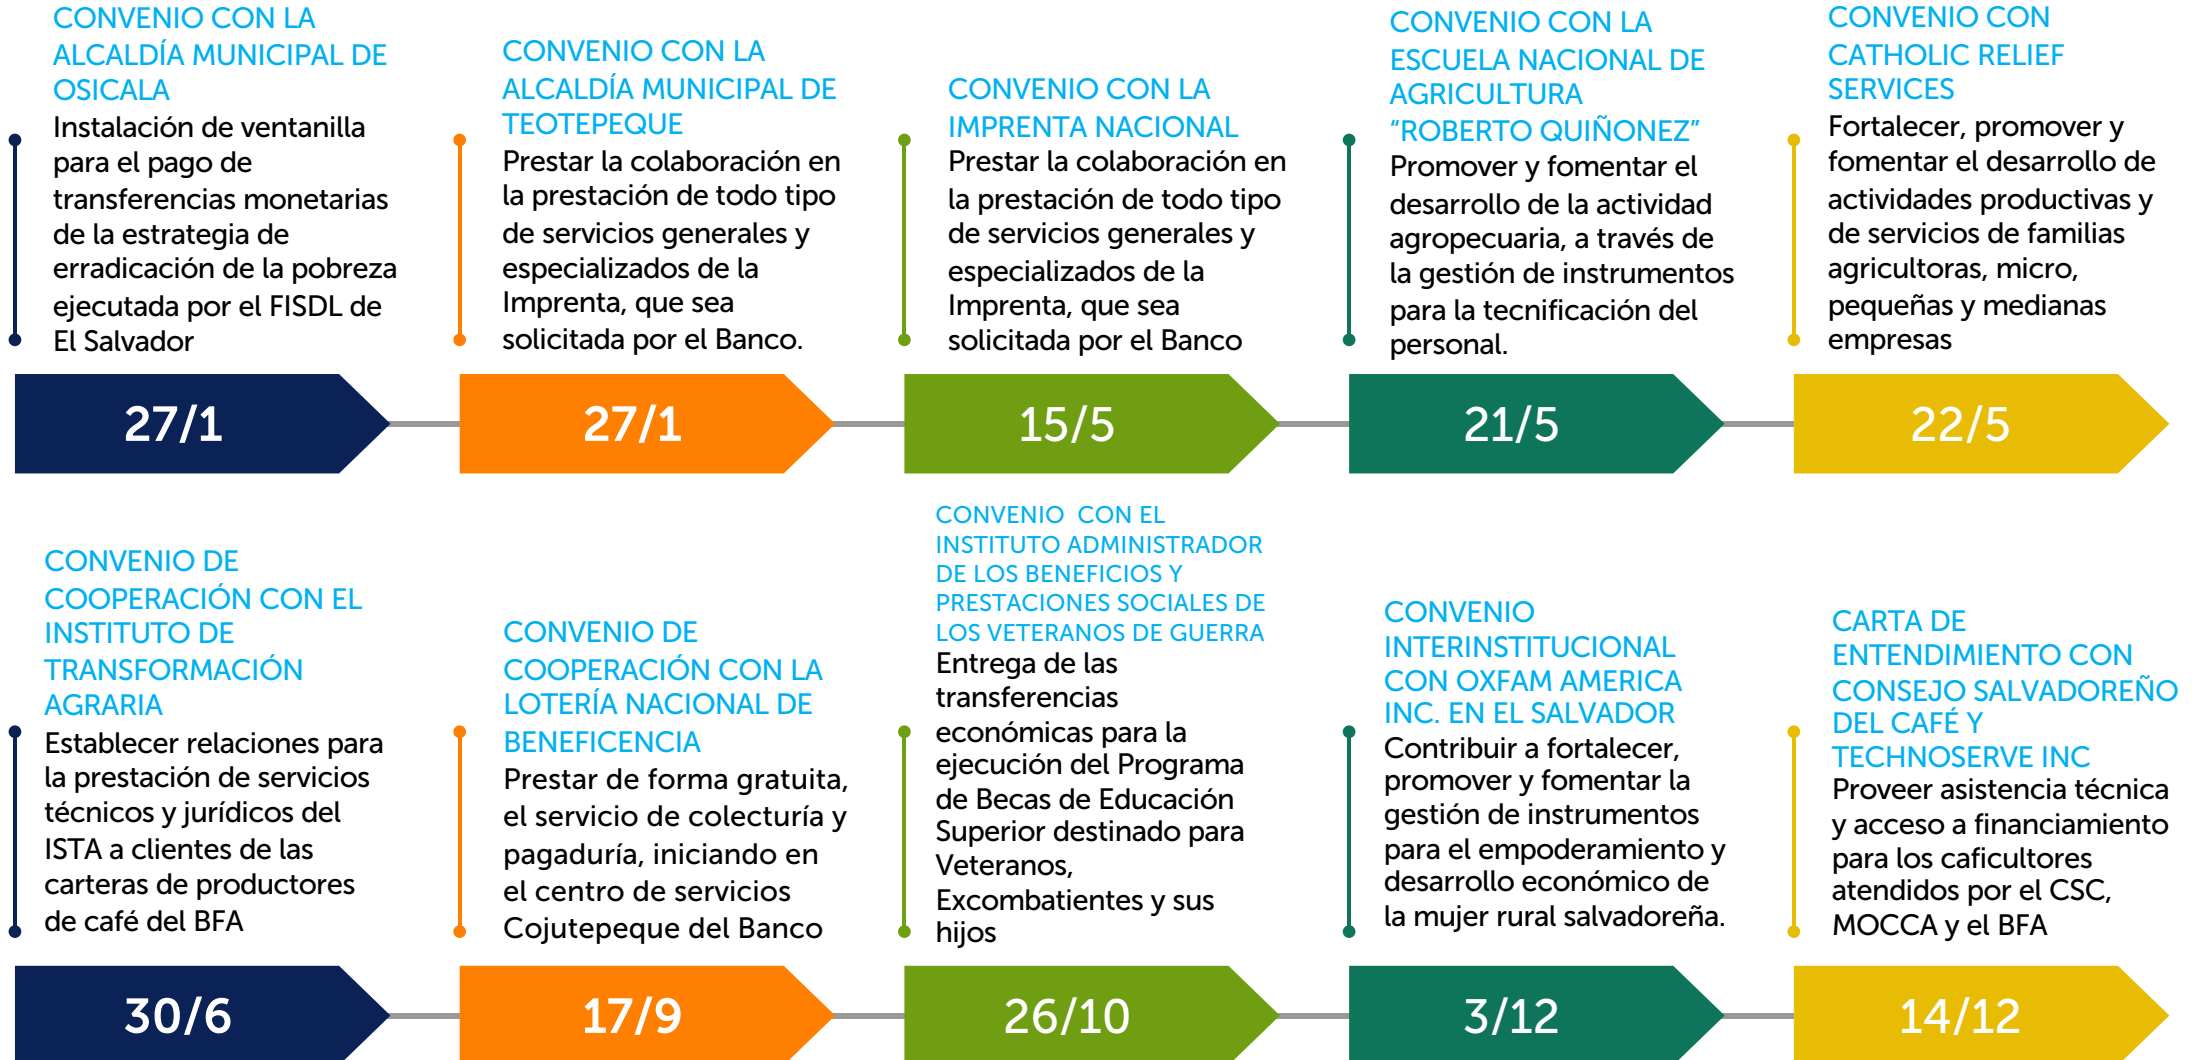 CONVENIO CON LA
ALCALDÍA MUNICIPAL DE
OSICALA
Instalación de ventanilla
para el pago de
transferencias monetarias
de la estrategia de
erradicación de la pobreza
ejecutada por el FISDL de
El Salvador
27/1
CONVENIO CON LA
ALCALDÍA MUNICIPAL DE
TEOTEPEQUE
Prestar la colaboración en
la prestación de todo tipo
de servicios generales y
especializados de la
Imprenta, que sea
solicitada por el Banco.
27/1
CONVENIO CON LA
IMPRENTA NACIONAL
Prestar la colaboración en
la prestación de todo tipo
de servicios generales y
especializados de la
Imprenta, que sea
solicitada por el Banco
15/5
CONVENIO CON LA
ESCUELA NACIONAL DE
AGRICULTURA
“ROBERTO QUIÑONEZ”
Promover y fomentar el
desarrollo de la actividad
agropecuaria, a través de
la gestión de instrumentos
para la tecnificación del
personal.
21/5
CONVENIO CON
CATHOLIC RELIEF
SERVICES
Fortalecer, promover y
fomentar el desarrollo de
actividades productivas y
de servicios de familias
agricultoras, micro,
pequeñas y medianas
empresas
22/5
CONVENIO DE
COOPERACIÓN CON EL
INSTITUTO DE
TRANSFORMACIÓN
AGRARIA
Establecer relaciones para
la prestación de servicios
técnicos y jurídicos del
ISTA a clientes de las
carteras de productores
de café del BFA
30/6
CONVENIO DE
COOPERACIÓN CON LA
LOTERÍA NACIONAL DE
BENEFICENCIA
Prestar de forma gratuita,
el servicio de colecturía y
pagaduría, iniciando en
el centro de servicios
Cojutepeque del Banco
17/9
CONVENIO CON EL
INSTITUTO ADMINISTRADOR
DE LOS BENEFICIOS Y
PRESTACIONES SOCIALES DE
LOS VETERANOS DE GUERRA
Entrega de las
transferencias
económicas para la
ejecución del Programa
de Becas de Educación
Superior destinado para
Veteranos,
Excombatientes y sus
hijos
26/10
CONVENIO
INTERINSTITUCIONAL
CON OXFAM AMERICA
INC. EN EL SALVADOR
Contribuir a fortalecer,
promover y fomentar la
gestión de instrumentos
para el empoderamiento y
desarrollo económico de
la mujer rural salvadoreña.
3/12
CARTA DE
ENTENDIMIENTO CON
CONSEJO SALVADOREÑO
DEL CAFÉ Y
TECHNOSERVE INC
Proveer asistencia técnica
y acceso a financiamiento
para los caficultores
atendidos por el CSC,
MOCCA y el BFA
14/12